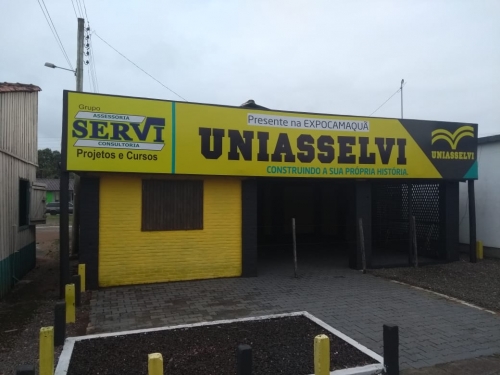 Grupo
ASSESSORIA
SERVI
CONSULTORIA
Projetos e Cursos
Presente na EXPOCAMAQUÃ
UNIASSELVI
CONSTRUINDO A SUA PRÓPRIA HISTÓRIA.
UNIASSELVI